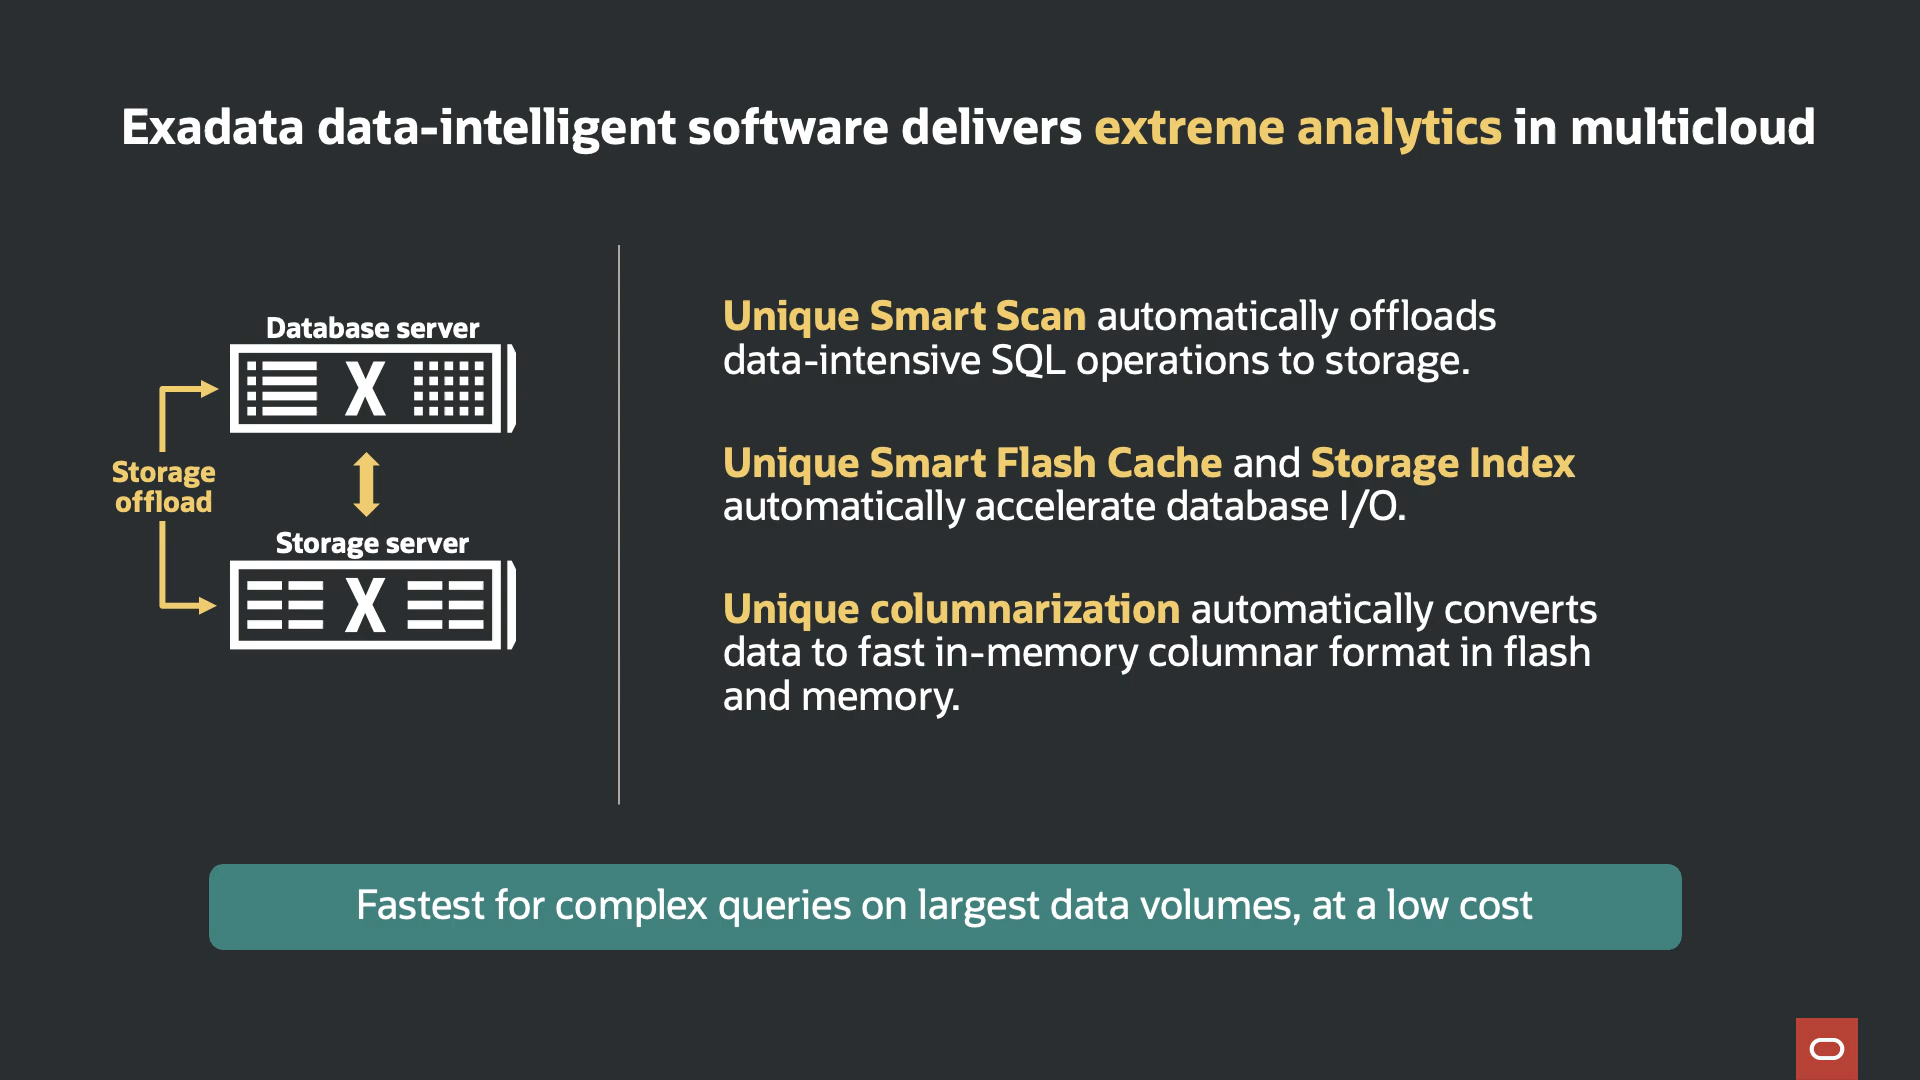 Exadata data-intelligent software delivers extreme analytics in multicloud
Database server
X
Storage
offload
Storage server
X
Unique Smart Scan automatically offloads
data-intensive SQL operations to storage.
Unique Smart Flash Cache and Storage Index
automatically accelerate database I/O.
Unique columnarization automatically converts
data to fast in-memory columnar format in flash
and memory.
Fastest for complex queries on largest data volumes, at a low cost